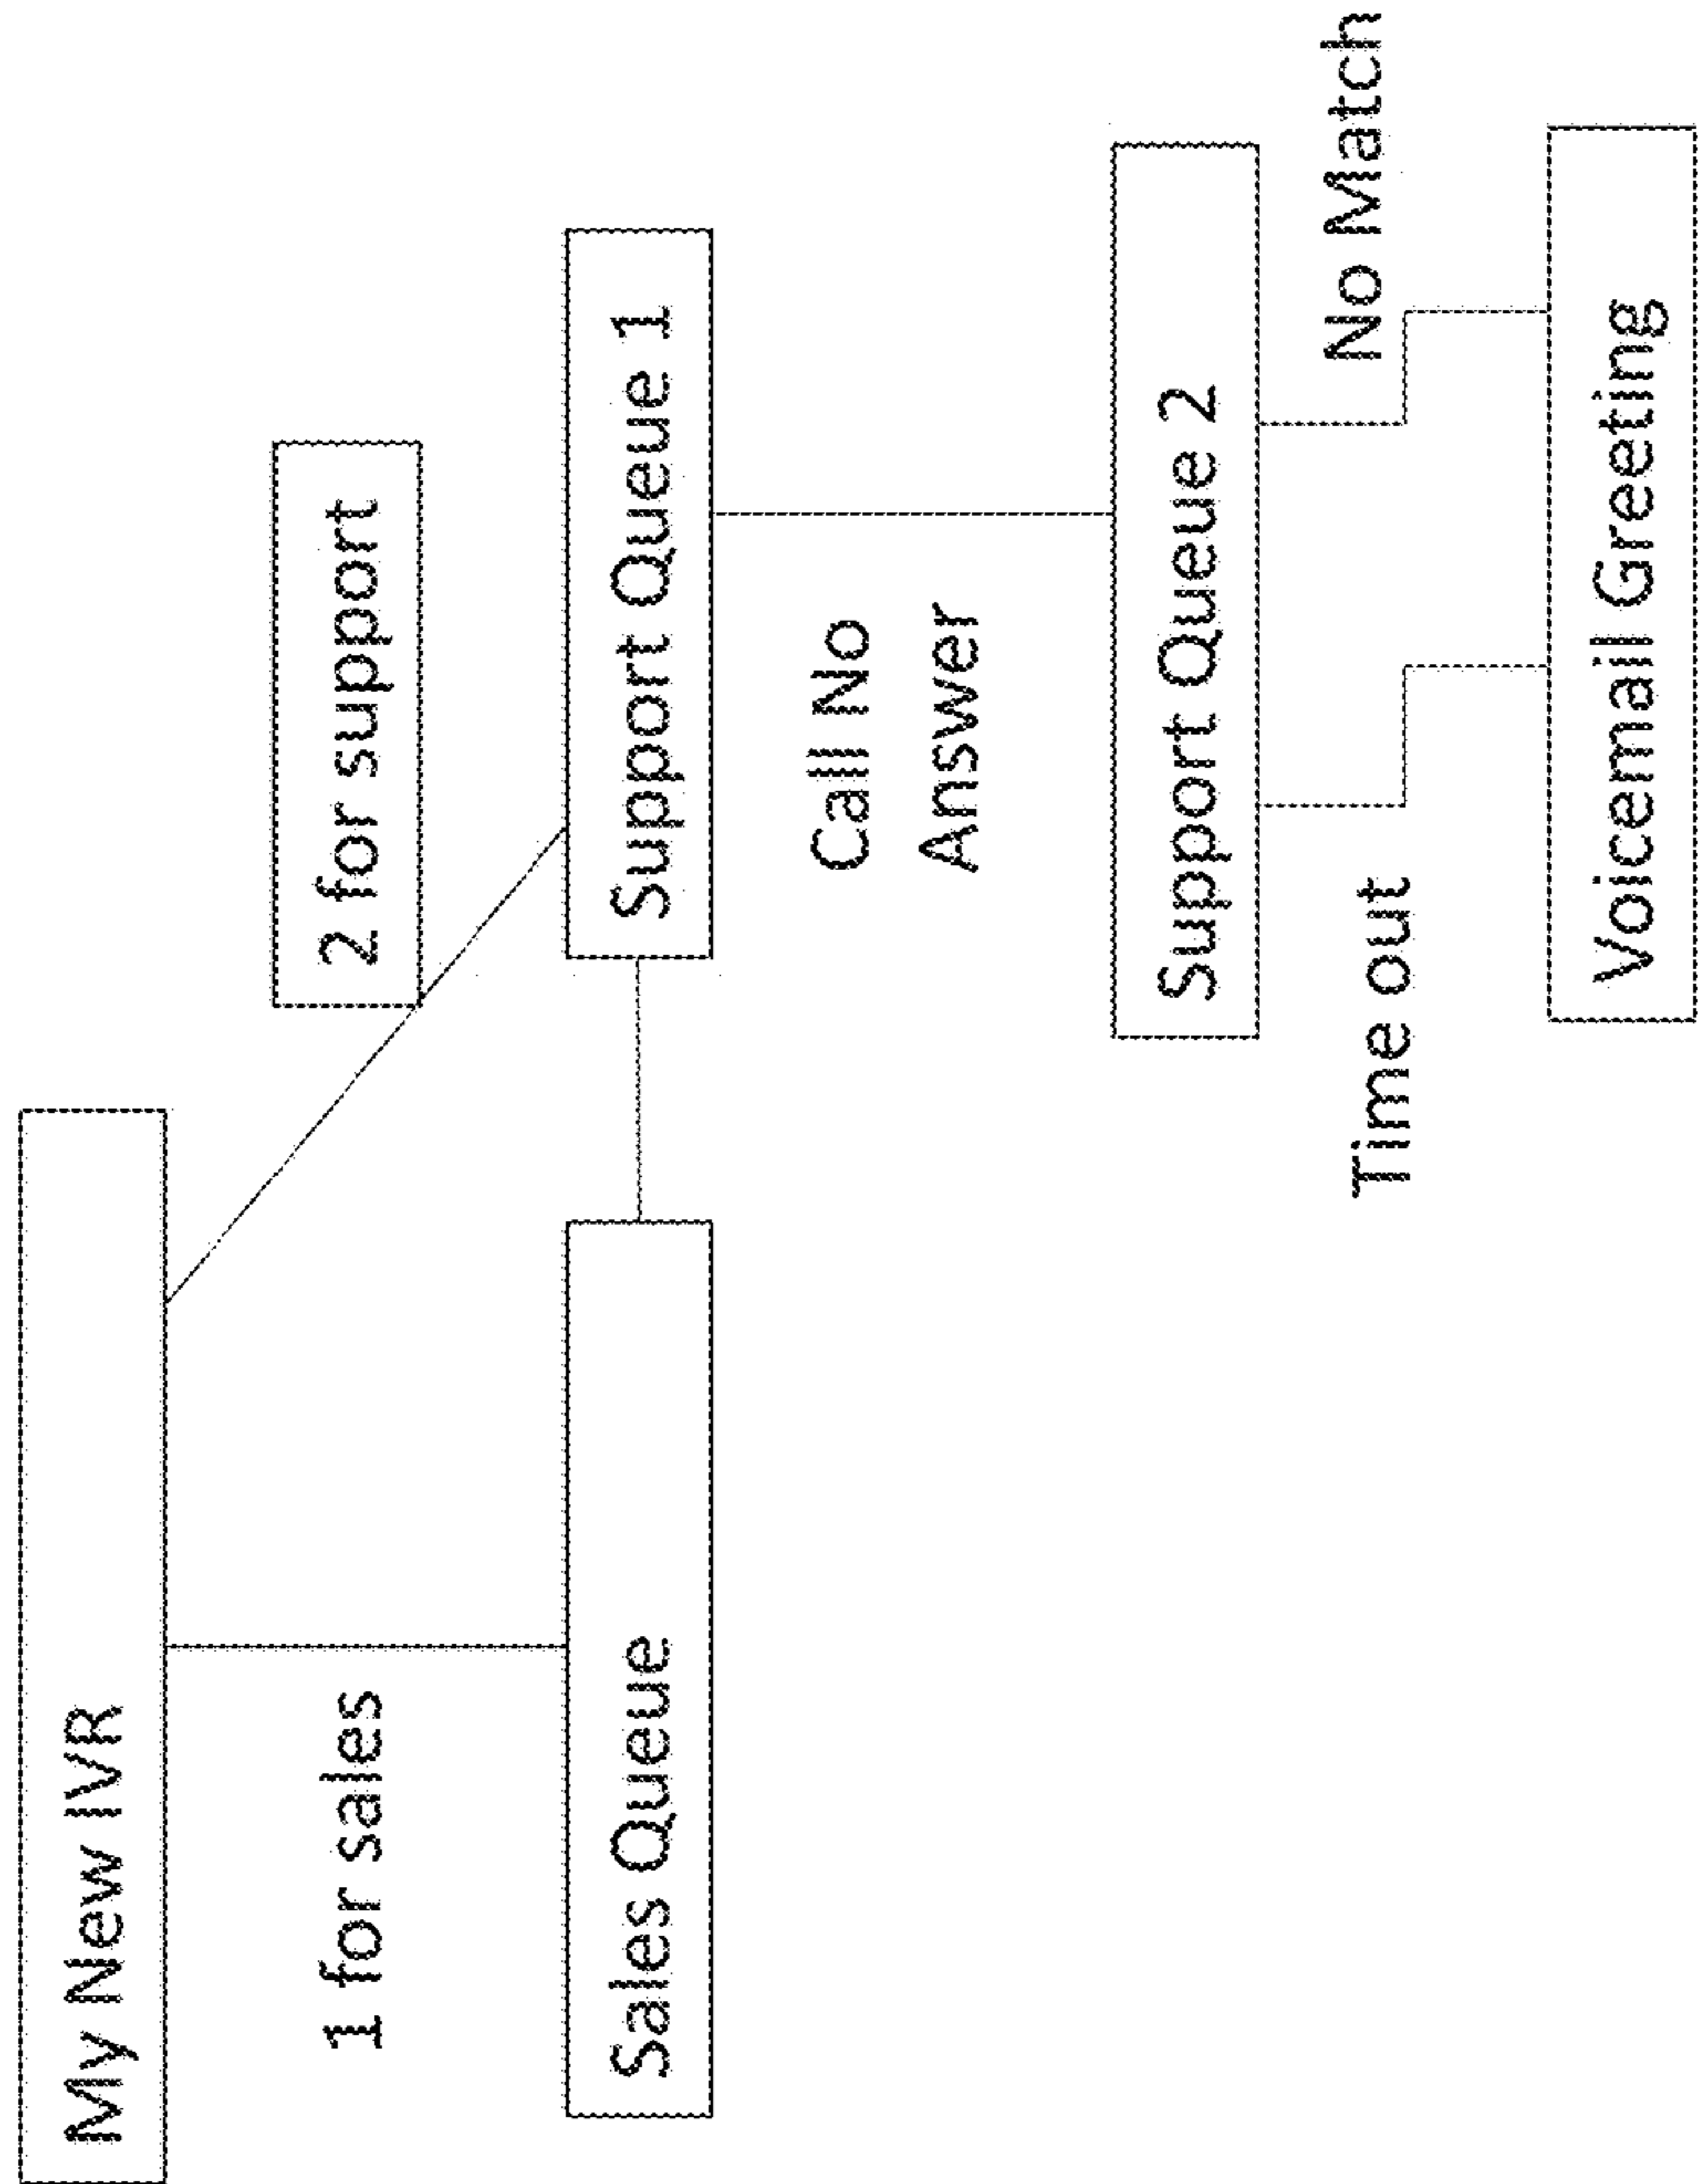 My New IVR
1 for sales
2 for support
Sales Queue
Support Queue 1
Call No
Answer
Support Queue 2
Time out
No Match
Voicemail Greeting